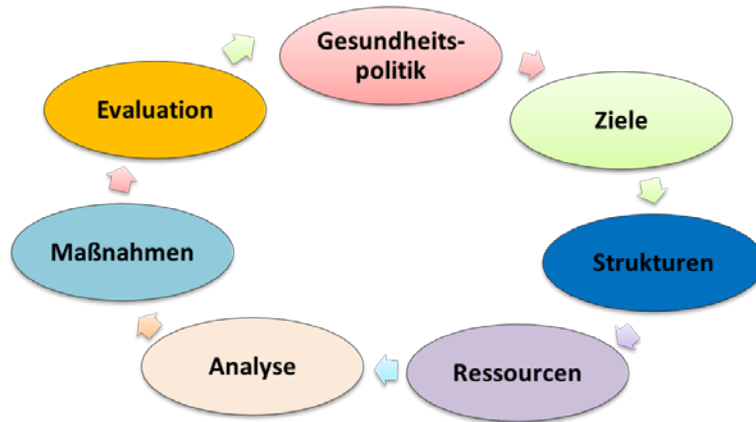 Gesundheits-
politik
Ziele
Strukturen
Ressourcen
Analyse
Maßnahmen
Evaluation